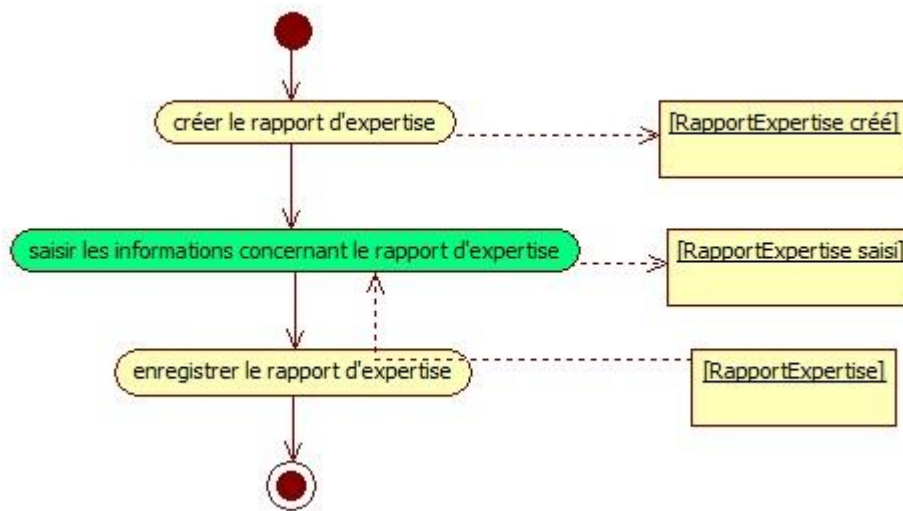 créer le rapport d'expertise
[RapportExpertise créé]
saisir les informations concernant le rapport d'expertise
[RapportExpertise saisi]
enregistrer le rapport d'expertise
[RapportExpertise]